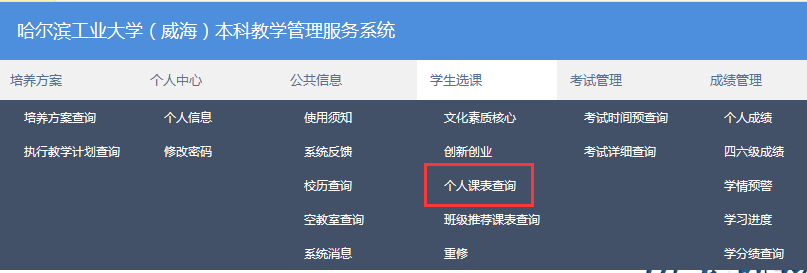 哈尔滨工业大学（威海）本科教学管理服务系统
培养方案 个人中心 公共信息 学生选课 考试管理 成绩管理
培养方案查询 个人信息 使用须知 文化素质核心 考试时间预查询 个人成绩
执行教学计划查询 修改密码 系统反馈 创新创业 考试详细查询 四六级成绩
校历查询 个人课表查询 学情预警
空教室查询 班级推荐课表查询 学习进度
系统消息 重修 学分绩查询